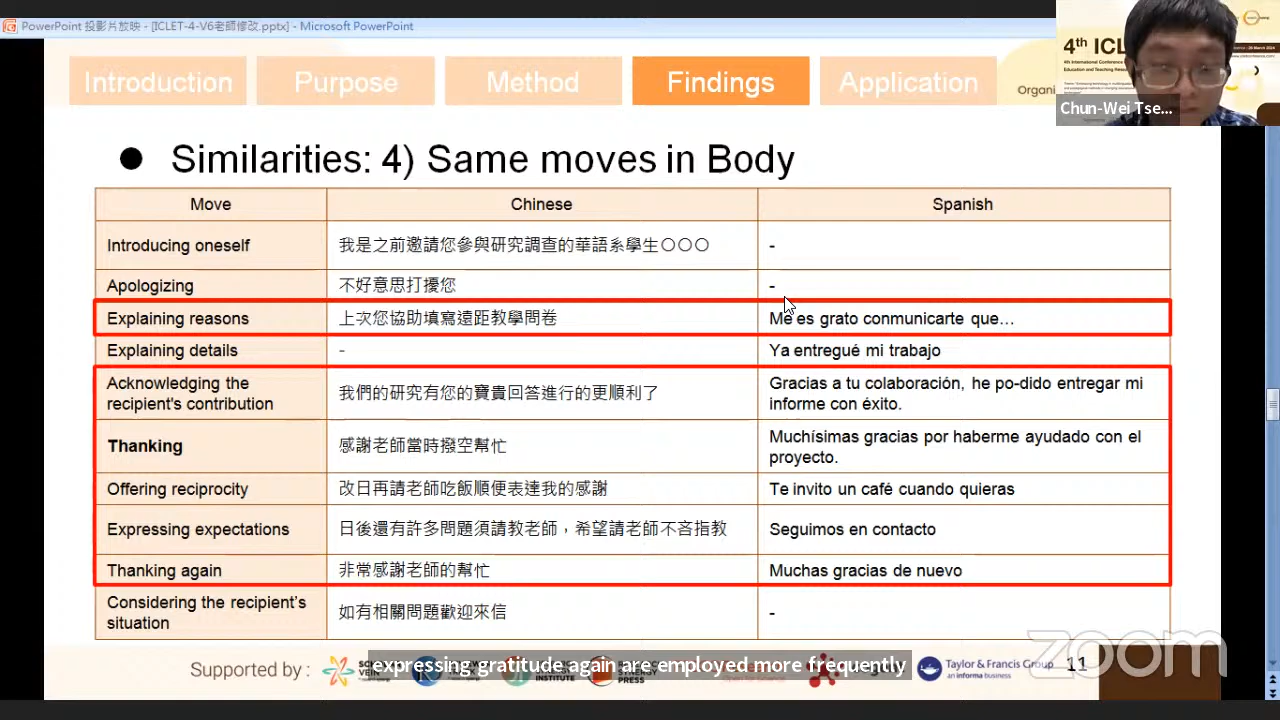 PowerPoint 投影片放映 - [ICLET-4-V6老師修改.pptx] - Microsoft PowerPoint
Introduction Purpose Method Findings Application
Organi
4th ICL
4th International Conference
Education and Teaching Rese
Chun-Wei Tse...
● Similarities: 4) Same moves in Body
Move Chinese Spanish
Introducing oneself 我是之前邀請您參與研究調查的華語系學生〇〇〇 -
Apologizing 不好意思打擾您 -
Explaining reasons 上次您協助填寫遠距教學問卷 Me es grato conmunicarte que…
Explaining details - Ya entregué mi trabajo
Acknowledging the
recipient's contribution
我們的研究有您的寶貴回答進行的更順利了
Gracias a tu colaboración, he po-dido entregar mi
informe con éxito.
Thanking 感謝老師當時撥空幫忙
Muchísimas gracias por haberme ayudado con el
proyecto.
Offering reciprocity 改日再請老師吃飯順便表達我的感謝 Te invito un café cuando quieras
Expressing expectations 日後還有許多問題須請教老師，希望請老師不吝指教 Seguimos en contacto
Thanking again 非常感謝老師的幫忙 Muchas gracias de nuevo
Considering the recipient's
situation
如有相關問題歡迎來信 -
Supported by :
expressing gratitude again are employed more frequently
Taylor & Francis Group
an informa business
11
zoom